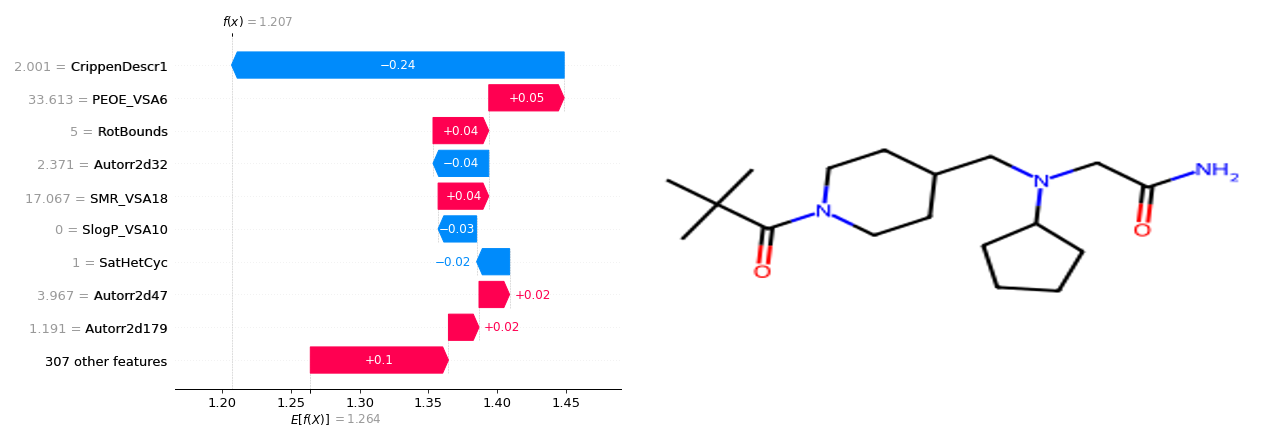 f(x) = 1.207
2.001 = CrippenDescr1
−0.24
33.613 = PEOE_VSA6
+0.05
5 = RotBounds
+0.04
2.371 = Autorr2d32
−0.04
17.067 = SMR_VSA18
+0.04
0 = SlogP_VSA10
−0.03
1 = SatHetCyc
−0.02
3.967 = Autorr2d47
+0.02
1.191 = Autorr2d179
+0.02
307 other features
+0.1
1.20 1.25 1.30 1.35 1.40 1.45
E[f(X)] = 1.264
N
O
N
NH₂
O